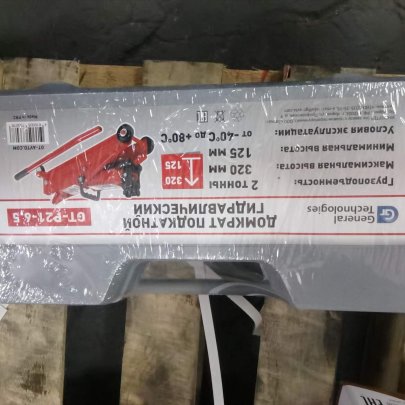 General
Technologies
ДОМКРАТ ПОДКАТНОЙ
ГИДРАВЛИЧЕСКИЙ
GT-P21-6,5
Грузоподъемность: 2 ТОННЫ
Максимальная высота: 320 ММ
Минимальная высота: 125 ММ
Условия эксплуатации: ОТ -40°С ДО +80°С
320
125
GT-AVTO.COM
Made in PRC